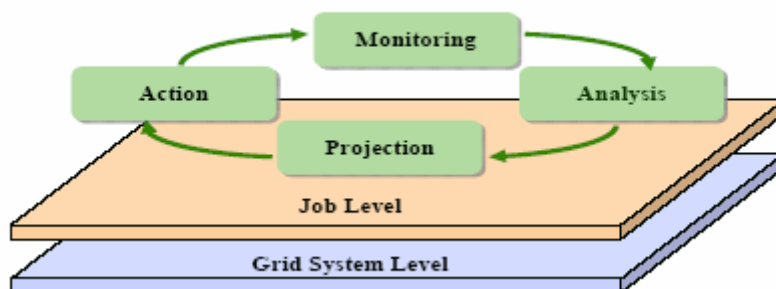 Monitoring
Action
Analysis
Projection
Job Level
Grid System Level